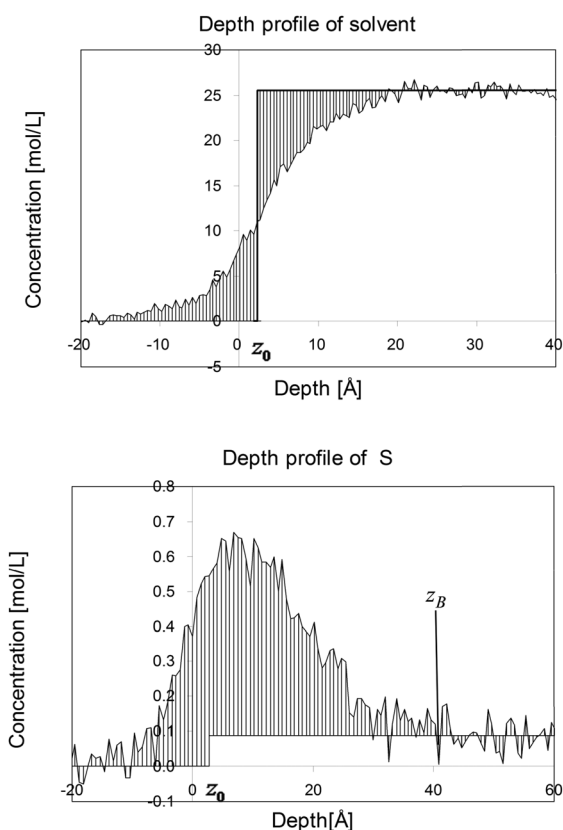 Depth profile of solvent
30
25
20
15
10
5
0
-5
Concentration [mol/L]
-20 -10 0 10 20 30 40
z0
Depth [Å]
Depth profile of S
0.8
0.7
0.6
0.5
0.4
0.3
0.2
0.1
0.0
-0.1
Concentration [mol/L]
zB
-20 0 z0 20 40 60
Depth[Å]